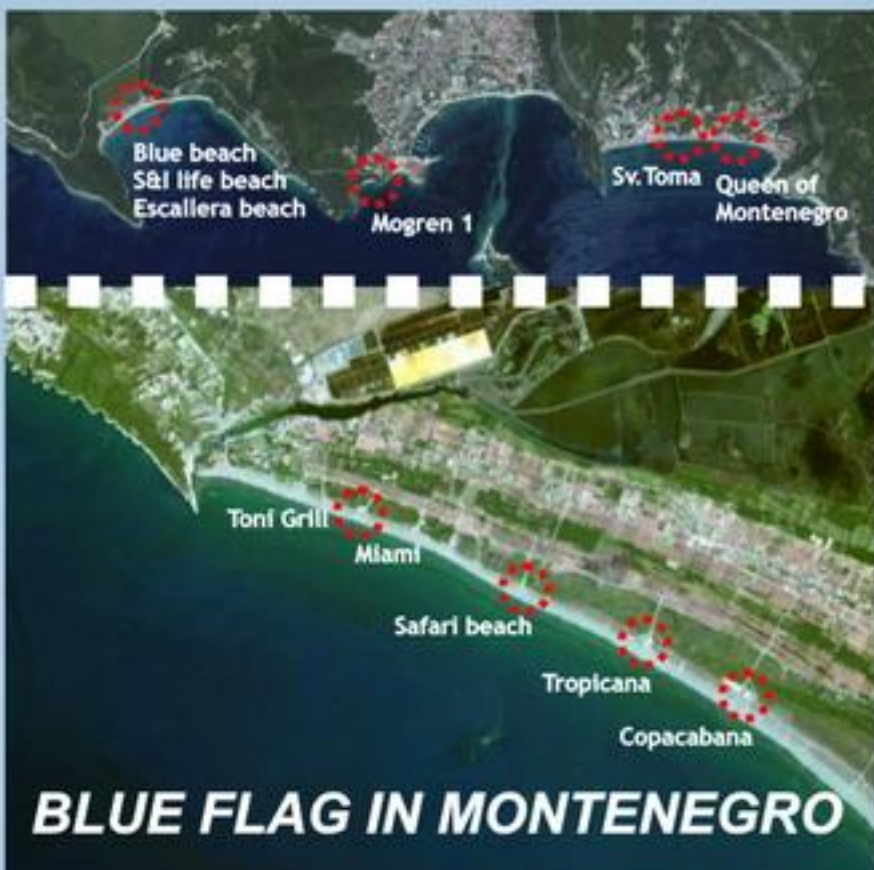 Blue beach
S&I life beach
Escallera beach
Mogren 1
Sv.Toma
Queen of
Montenegro
Toni Grill
Miami
Safari beach
Tropicana
Copacabana
BLUE FLAG IN MONTENEGRO